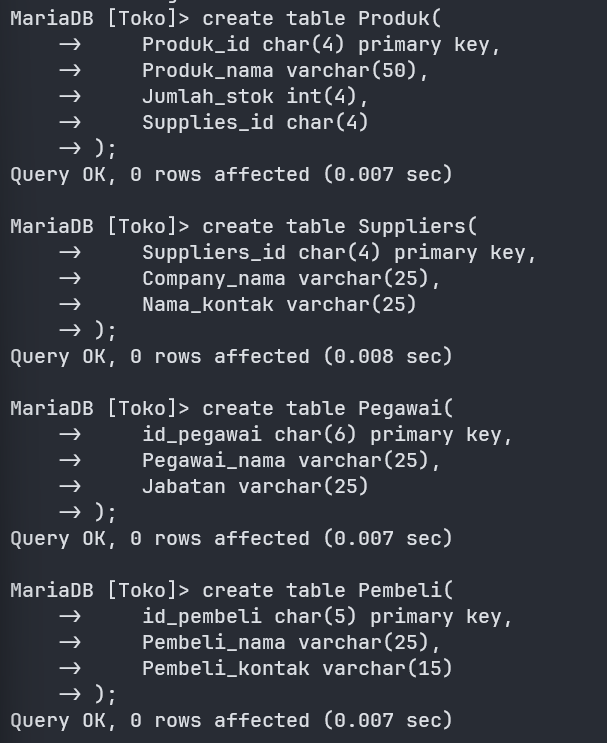 MariaDB [Toko]> create table Produk(
    ->     Produk_id char(4) primary key,
    ->     Produk_nama varchar(50),
    ->     Jumlah_stok int(4),
    ->     Supplies_id char(4)
    -> );
Query OK, 0 rows affected (0.007 sec)

MariaDB [Toko]> create table Suppliers(
    ->     Suppliers_id char(4) primary key,
    ->     Company_nama varchar(25),
    ->     Nama_kontak varchar(25)
    -> );
Query OK, 0 rows affected (0.008 sec)

MariaDB [Toko]> create table Pegawai(
    ->     id_pegawai char(6) primary key,
    ->     Pegawai_nama varchar(25),
    ->     Jabatan varchar(25)
    -> );
Query OK, 0 rows affected (0.007 sec)

MariaDB [Toko]> create table Pembeli(
    ->     id_pembeli char(5) primary key,
    ->     Pembeli_nama varchar(25),
    ->     Pembeli_kontak varchar(15)
    -> );
Query OK, 0 rows affected (0.007 sec)